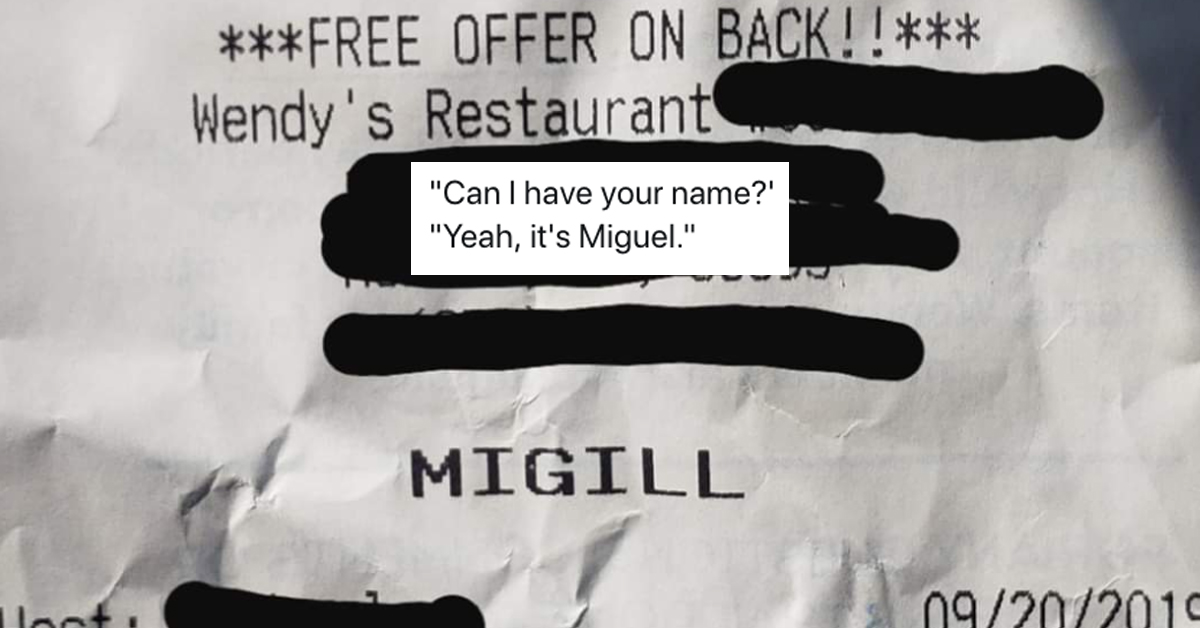 ***FREE OFFER ON BACK!!***
Wendy's Restaurant
"Can I have your name?'
"Yeah, it's Miguel."
MIGILL
09/20/2019